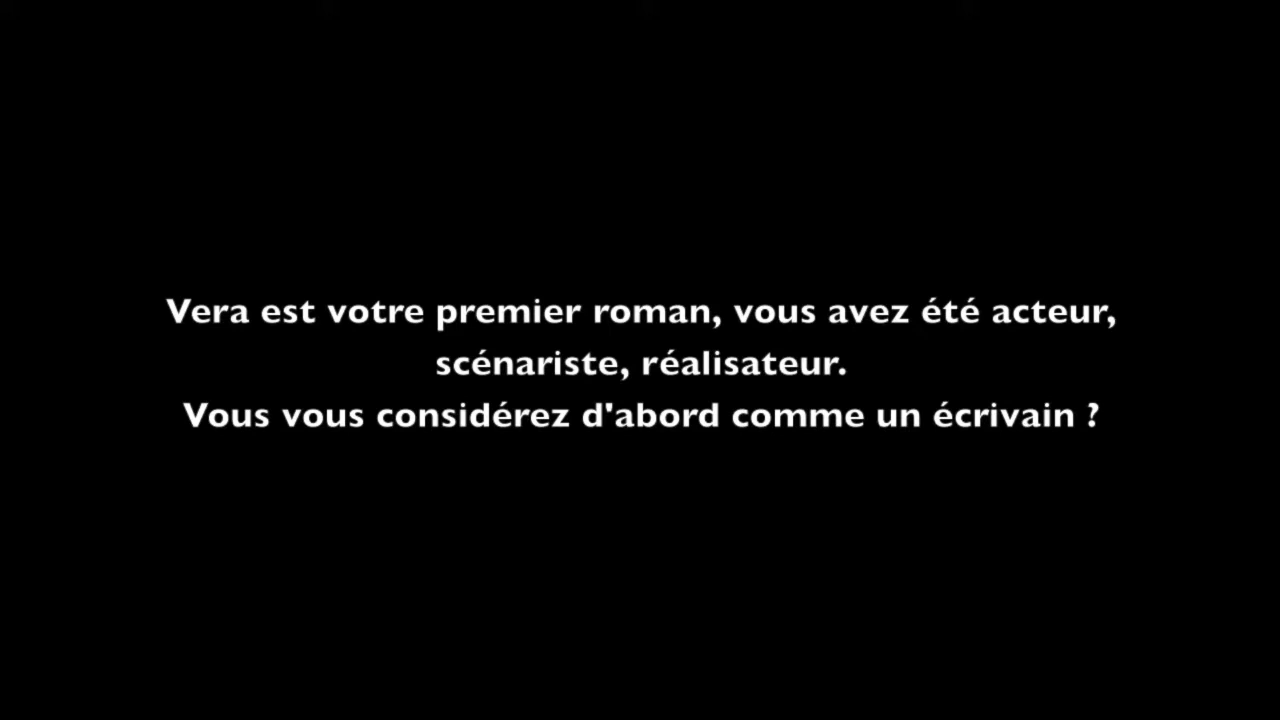 Vera est votre premier roman, vous avez été acteur,
scénariste, réalisateur.
Vous vous considérez d'abord comme un écrivain ?